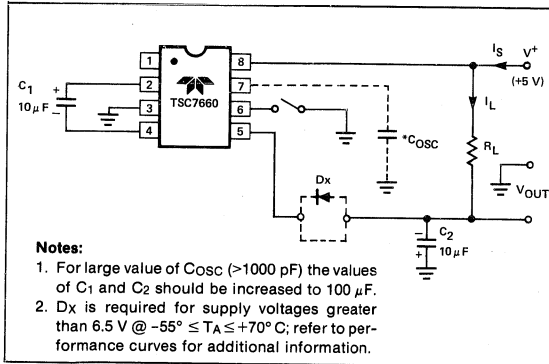 IS V+
(+5 V)
1 8
C1 + 2 7
10 µF TSC7660 IL
− 3 6
4 5 *COSC RL
VOUT
DX
− C2
+ 10 µF
Notes:
1. For large value of COSC (>1000 pF) the values
of C1 and C2 should be increased to 100 µF.
2. DX is required for supply voltages greater
than 6.5 V @ −55° ≤ TA ≤ +70° C; refer to per-
formance curves for additional information.